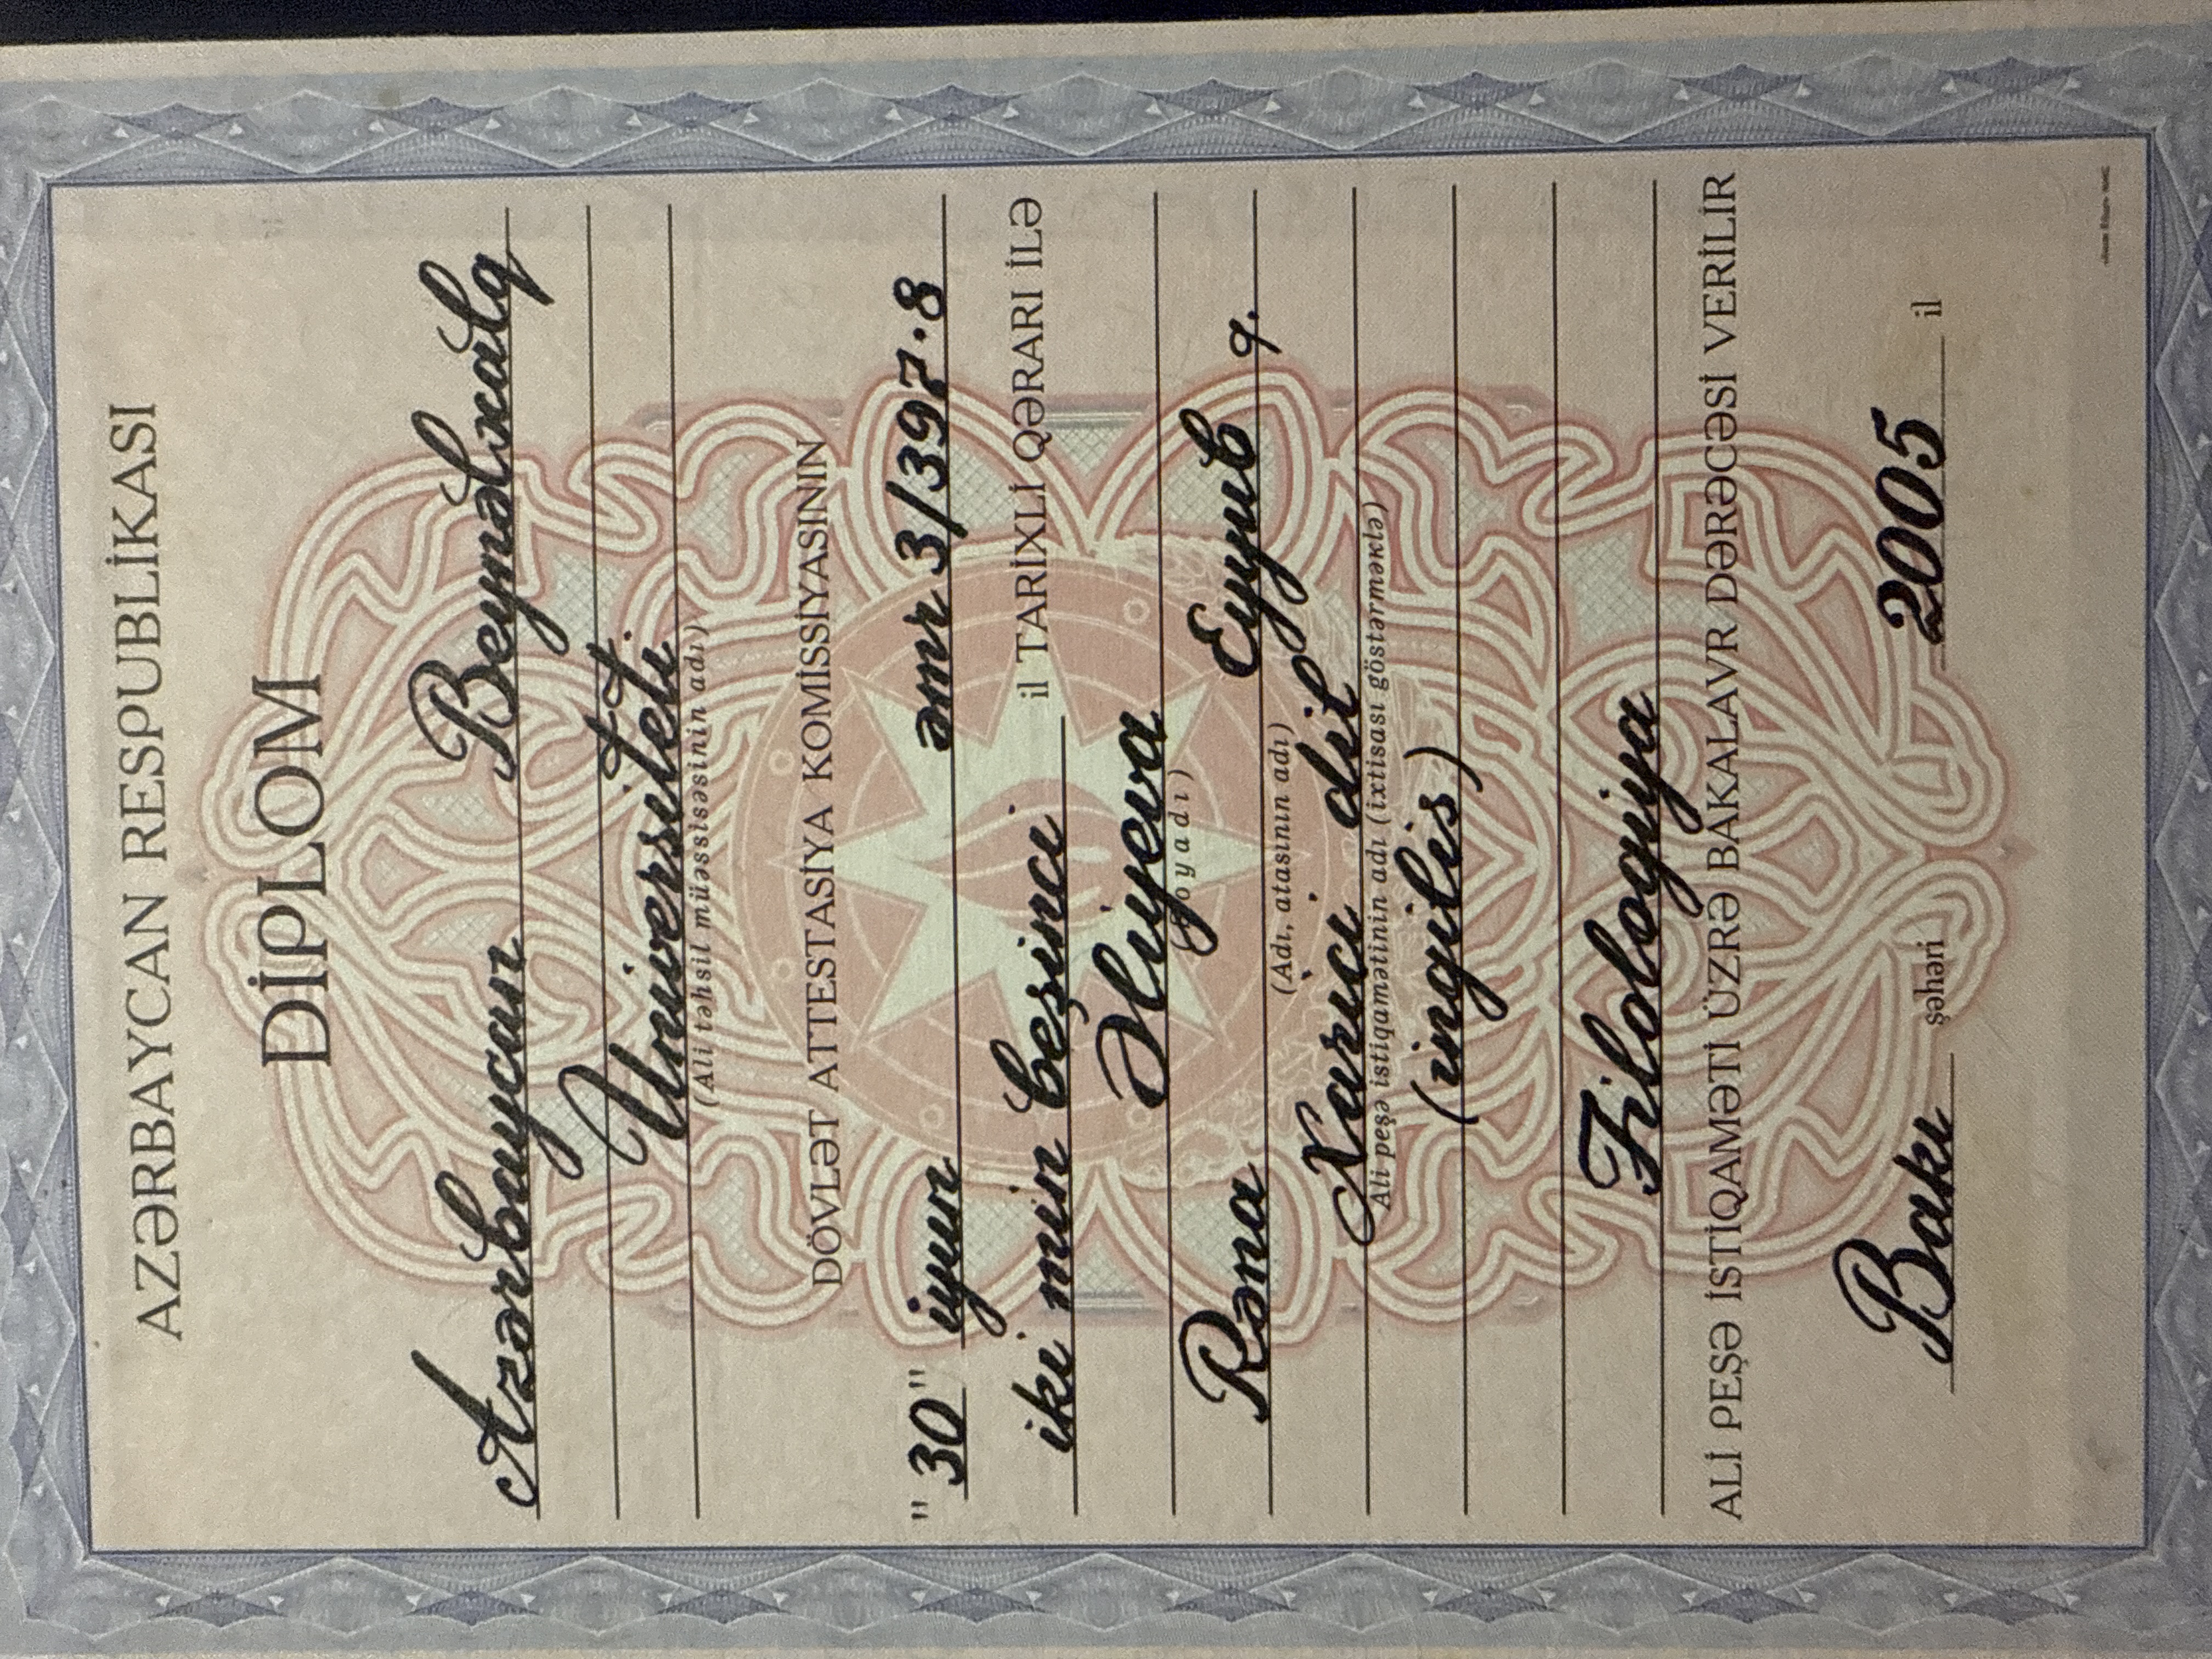 AZƏRBAYCAN RESPUBLİKASI
DİPLOM
Azərbaycan Beynəlxalq
Universiteti
(Ali təhsil müəssisəsinin adı)
DÖVLƏT ATTESTASİYA KOMİSSİYASININ
"30" iyun əmr 3/397.8
iki min beşinci il TARİXLİ QƏRARI İLƏ
Əliyeva
(Soyadı)
Rəna Eyyub q.
(Adı, atasının adı)
Xarici dil
Ali peşə istiqamətinin adı (ixtisası göstərməklə)
(ingilis)
Filologiya
ALİ PEŞƏ İSTİQAMƏTİ ÜZRƏ BAKALAVR DƏRƏCƏSİ VERİLİR
Bakı şəhəri 2005 il